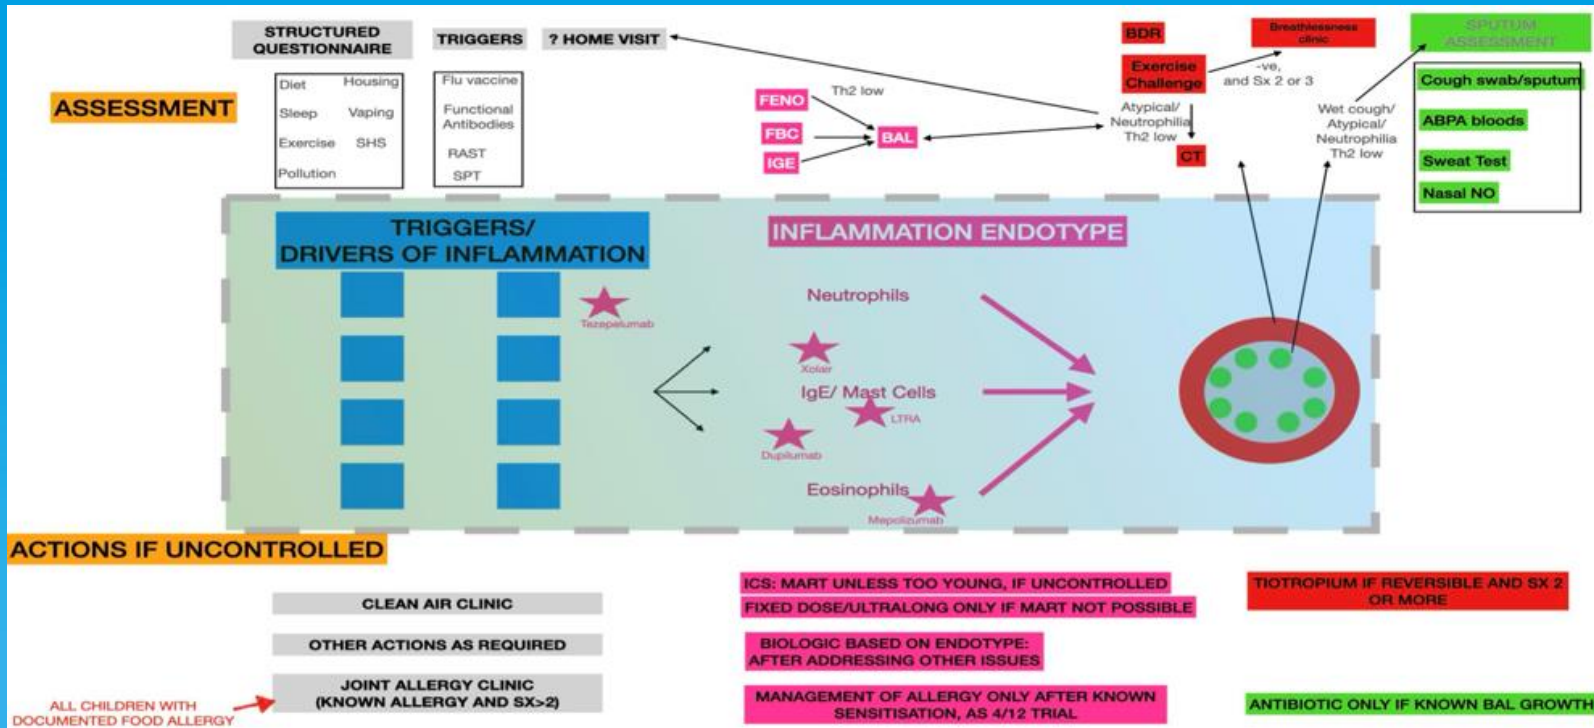 STRUCTURED
QUESTIONNAIRE
TRIGGERS
? HOME VISIT
BDR
Breathlessness
clinic
SPUTUM
ASSESSMENT
ASSESSMENT
Diet
Housing
Sleep
Vaping
Exercise
SHS
Pollution
Flu vaccine
Functional
Antibodies
RAST
SPT
FENO
Th2 low
FBC
BAL
IGE
Exercise
Challenge
-ve,
and Sx 2 or 3
Atypical/
Neutrophilia
Th2 low
CT
Wet cough/
Atypical/
Neutrophilia
Th2 low
Cough swab/sputum
ABPA bloods
Sweat Test
Nasal NO
TRIGGERS/
DRIVERS OF INFLAMMATION
INFLAMMATION ENDOTYPE
Tezepelumab
Neutrophils
Xolair
IgE/ Mast Cells
LTRA
Dupilumab
Eosinophils
Mepolizumab
ACTIONS IF UNCONTROLLED
CLEAN AIR CLINIC
OTHER ACTIONS AS REQUIRED
JOINT ALLERGY CLINIC
(KNOWN ALLERGY AND SX>2)
ALL CHILDREN WITH
DOCUMENTED FOOD ALLERGY
ICS: MART UNLESS TOO YOUNG, IF UNCONTROLLED
FIXED DOSE/ULTRALONG ONLY IF MART NOT POSSIBLE
BIOLOGIC BASED ON ENDOTYPE:
AFTER ADDRESSING OTHER ISSUES
MANAGEMENT OF ALLERGY ONLY AFTER KNOWN
SENSITISATION, AS 4/12 TRIAL
TIOTROPIUM IF REVERSIBLE AND SX 2
OR MORE
ANTIBIOTIC ONLY IF KNOWN BAL GROWTH